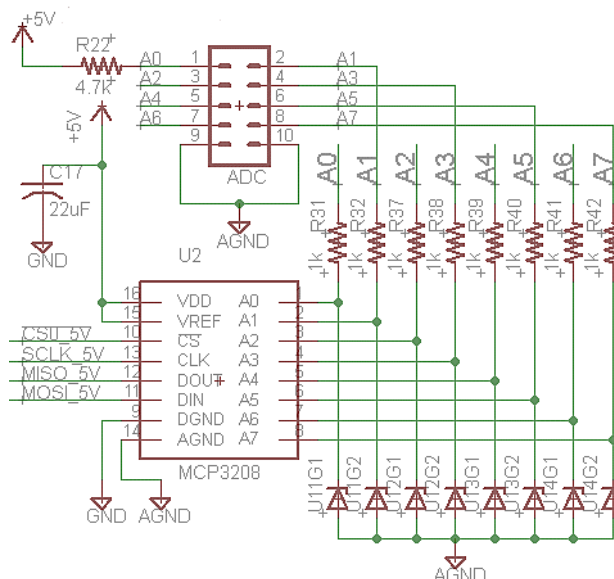 +5V
R22
4.7k
A0 1 2 A1
A2 3 4 A3
A4 5 6 A5
A6 7 8 A7
9 10
ADC
AGND
+5V
C17
22uF
GND
A0 A1 A2 A3 A4 A5 A6 A7
R31 R32 R37 R38 R39 R40 R41 R42
1k 1k 1k 1k 1k 1k 1k 1k
U2
16 VDD A0 1
15 VREF A1 2
CS0_5V 10 CS A2 3
SCLK_5V 13 CLK A3 4
MISO_5V 12 DOUT A4 5
MOSI_5V 11 DIN A5 6
9 DGND A6 7
14 AGND A7 8
MCP3208
GND
AGND
U11G1 U11G2 U12G1 U12G2 U13G1 U13G2 U14G1 U14G2
AGND